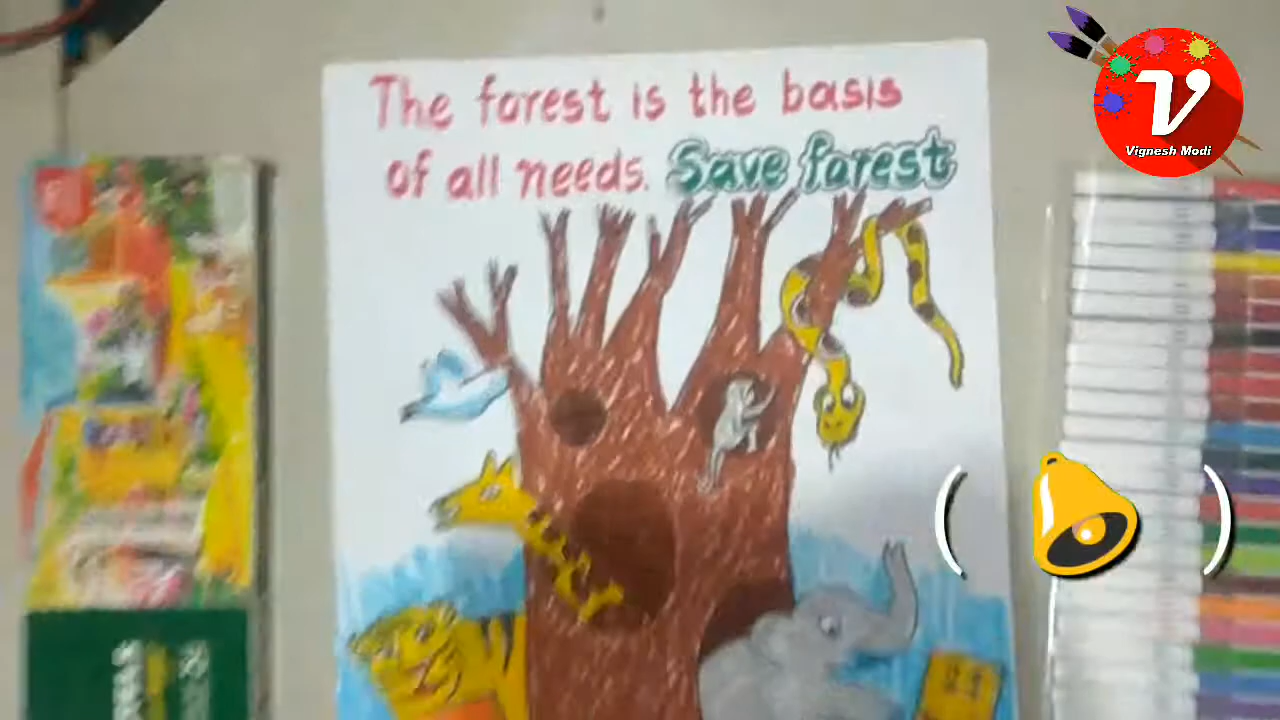 The forest is the basis
of all needs. Save forest
V
Vignesh Modi